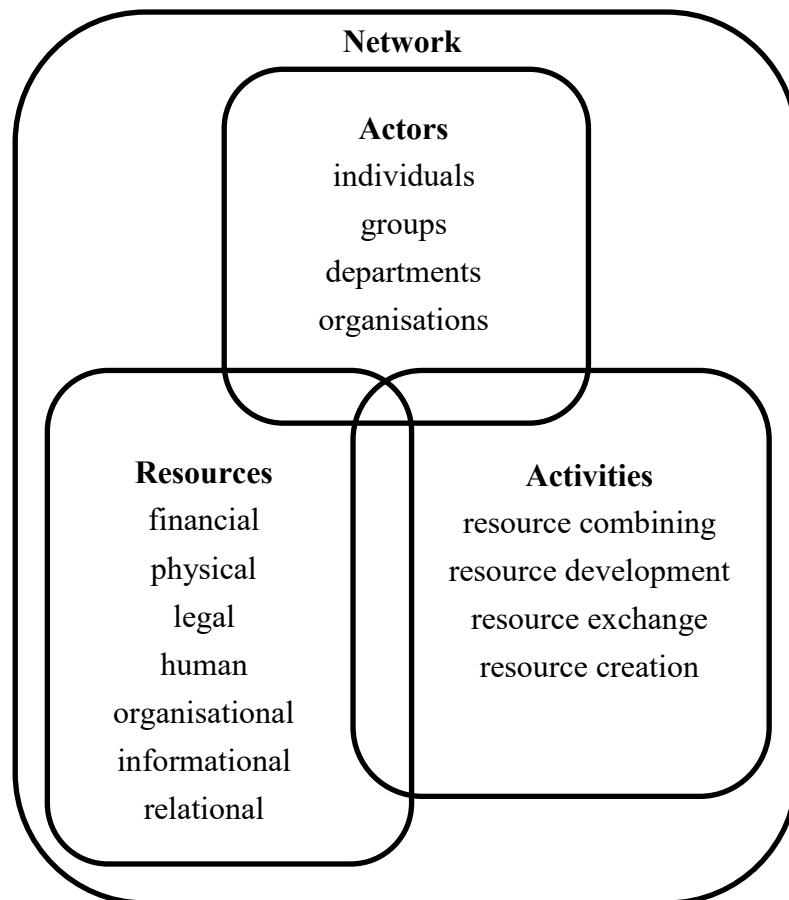 Network
Actors
individuals
groups
departments
organisations
Resources
financial
physical
legal
human
organisational
informational
relational
Activities
resource combining
resource development
resource exchange
resource creation